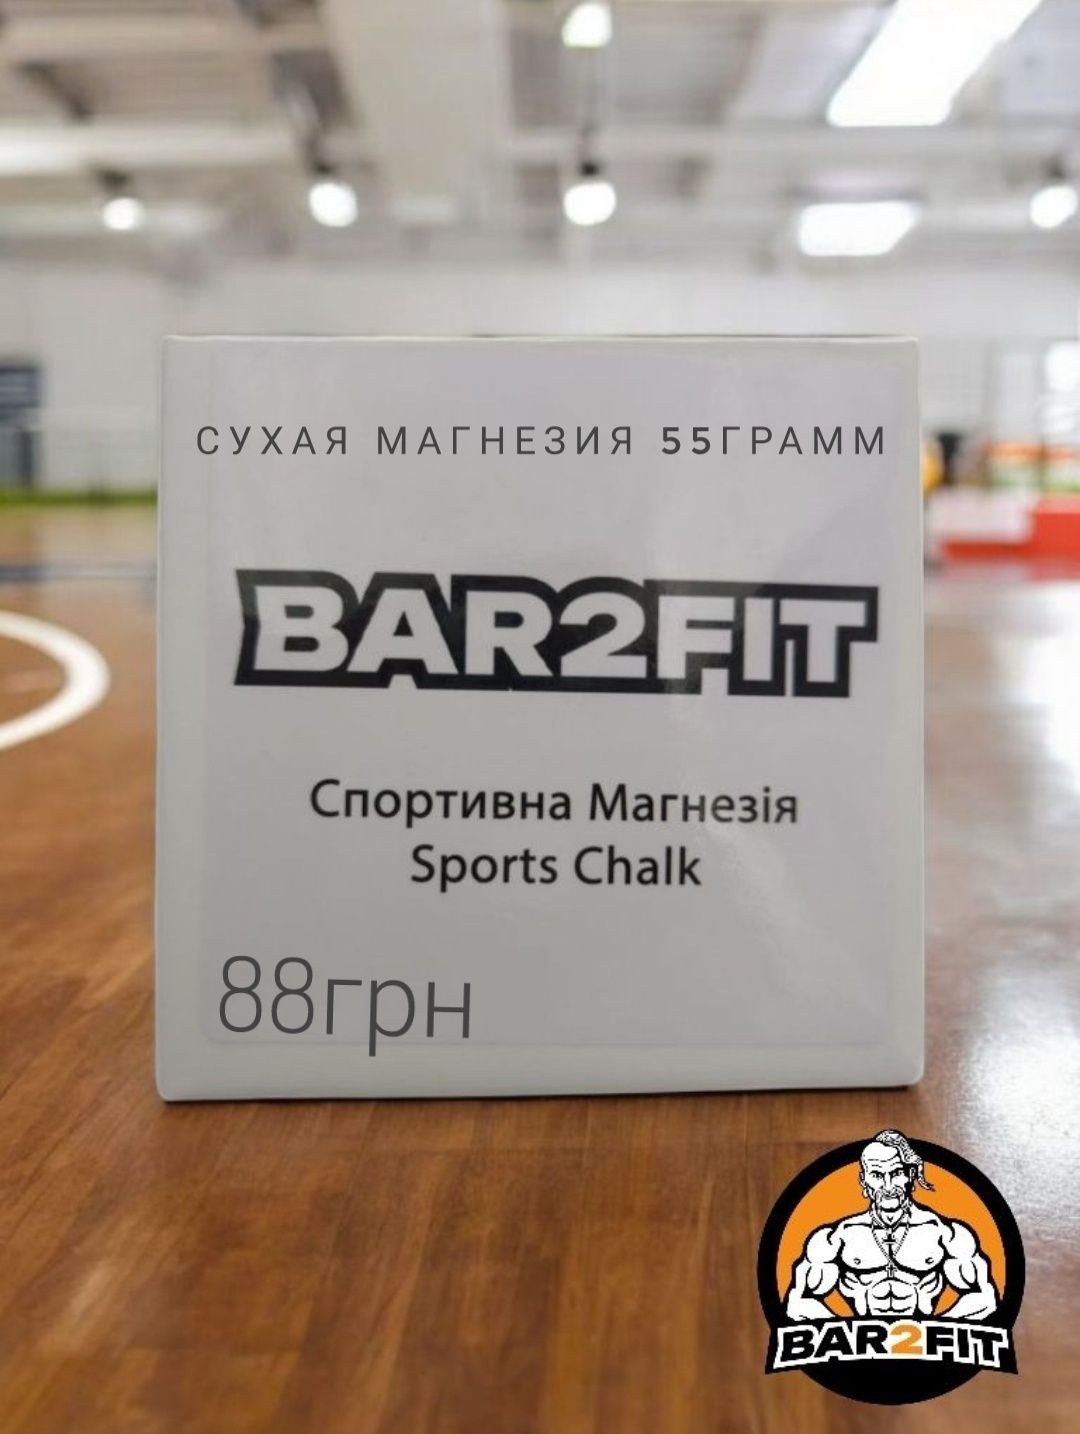 СУХАЯ МАГНЕЗИЯ 55ГРАММ
BAR2FIT
Спортивна Магнезія
Sports Chalk
88грн
BAR2FIT